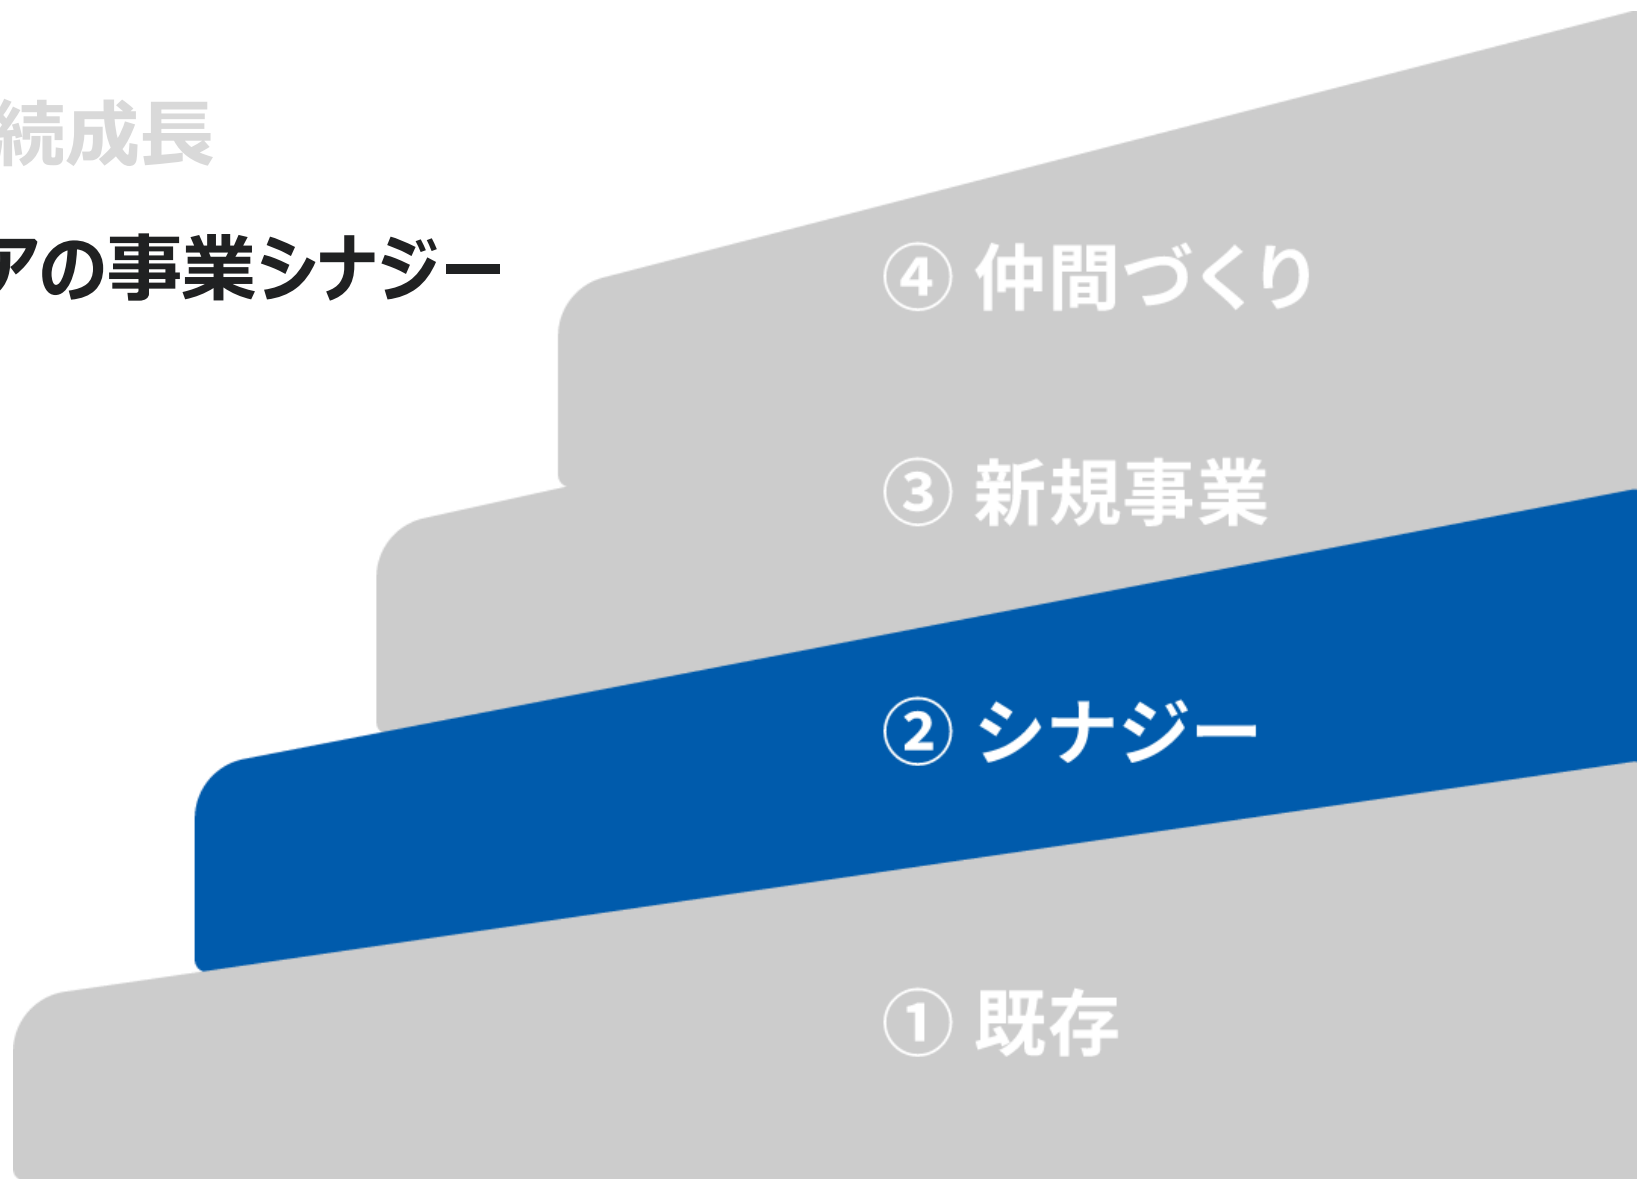 続成長
アの事業シナジー
④ 仲間づくり
③ 新規事業
② シナジー
① 既存